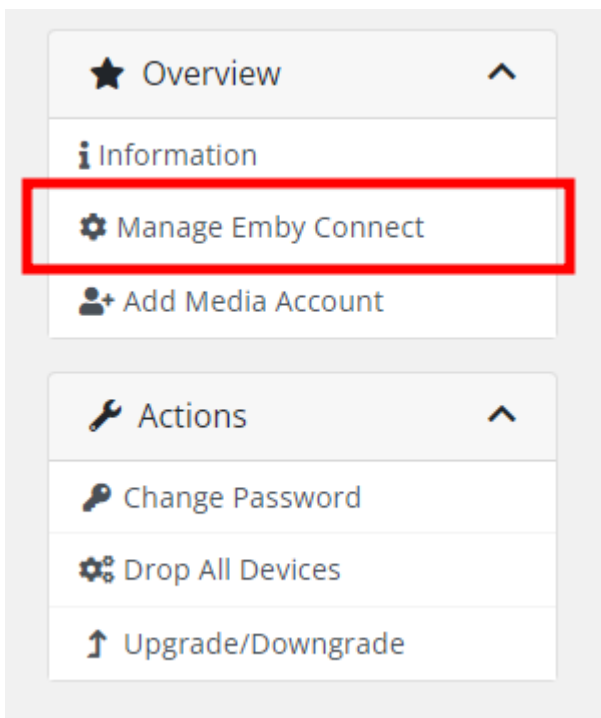 Overview
Information
Manage Emby Connect
Add Media Account
Actions
Change Password
Drop All Devices
Upgrade/Downgrade